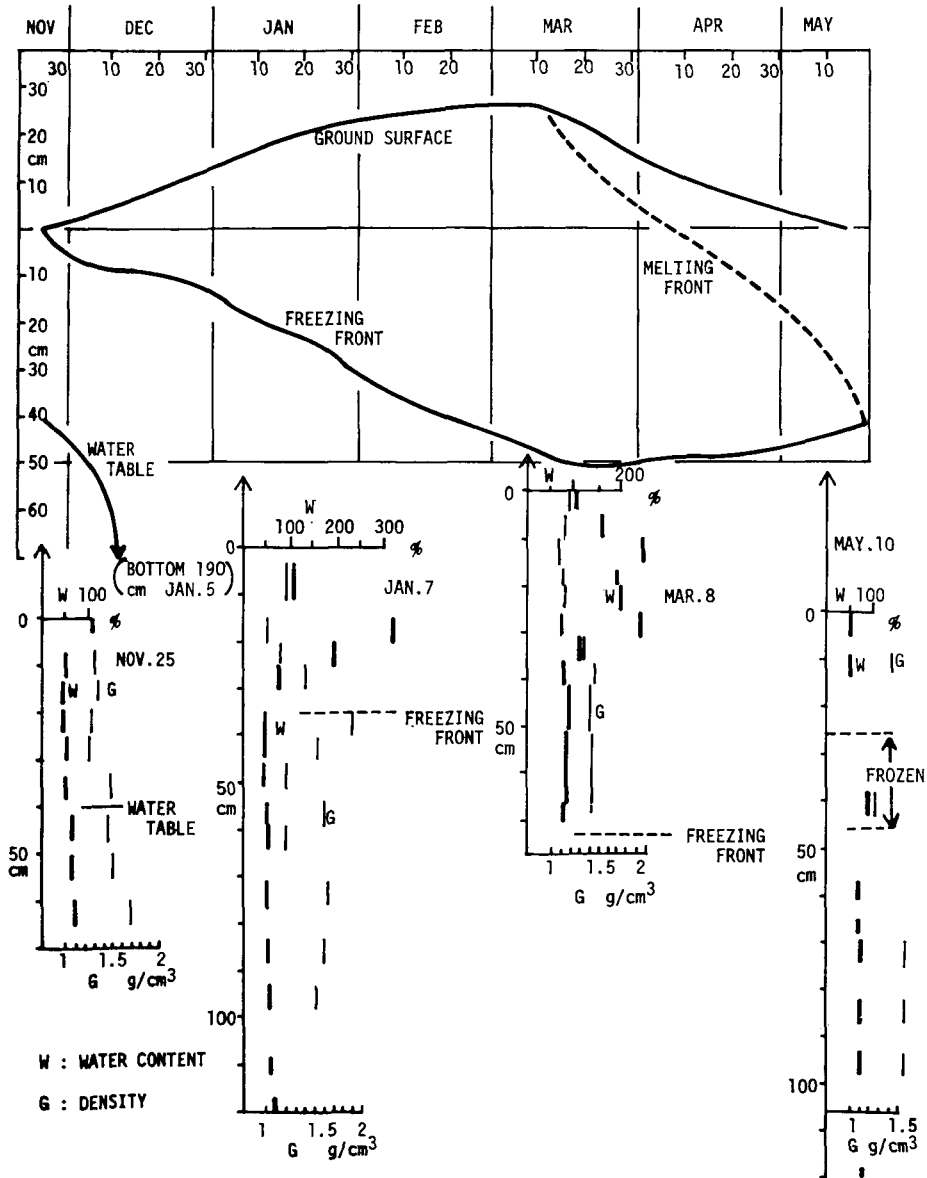 NOV DEC JAN FEB MAR APR MAY
30 10 20 30 10 20 30 10 20 10 20 30 10 20 30 10
30
20
cm
10
GROUND SURFACE
10
20
cm
30
40
50
60
FREEZING
FRONT
MELTING
FRONT
WATER
TABLE
(BOTTOM 190
cm JAN.5)
W 100
0 %
NOV.25
W G
WATER
TABLE
50
cm
1 1.5 2
G g/cm³
W : WATER CONTENT
G : DENSITY
W
100 200 300
0 %
JAN.7
W
FREEZING
FRONT
50
cm
G
100
1 1.5 2
G g/cm³
W 200
0 %
W
MAR.8
G
50
cm
FREEZING
FRONT
1 1.5 2
G g/cm³
MAY.10
W 100
0 %
W G
FROZEN
50
cm
100
1 1.5
G g/cm³